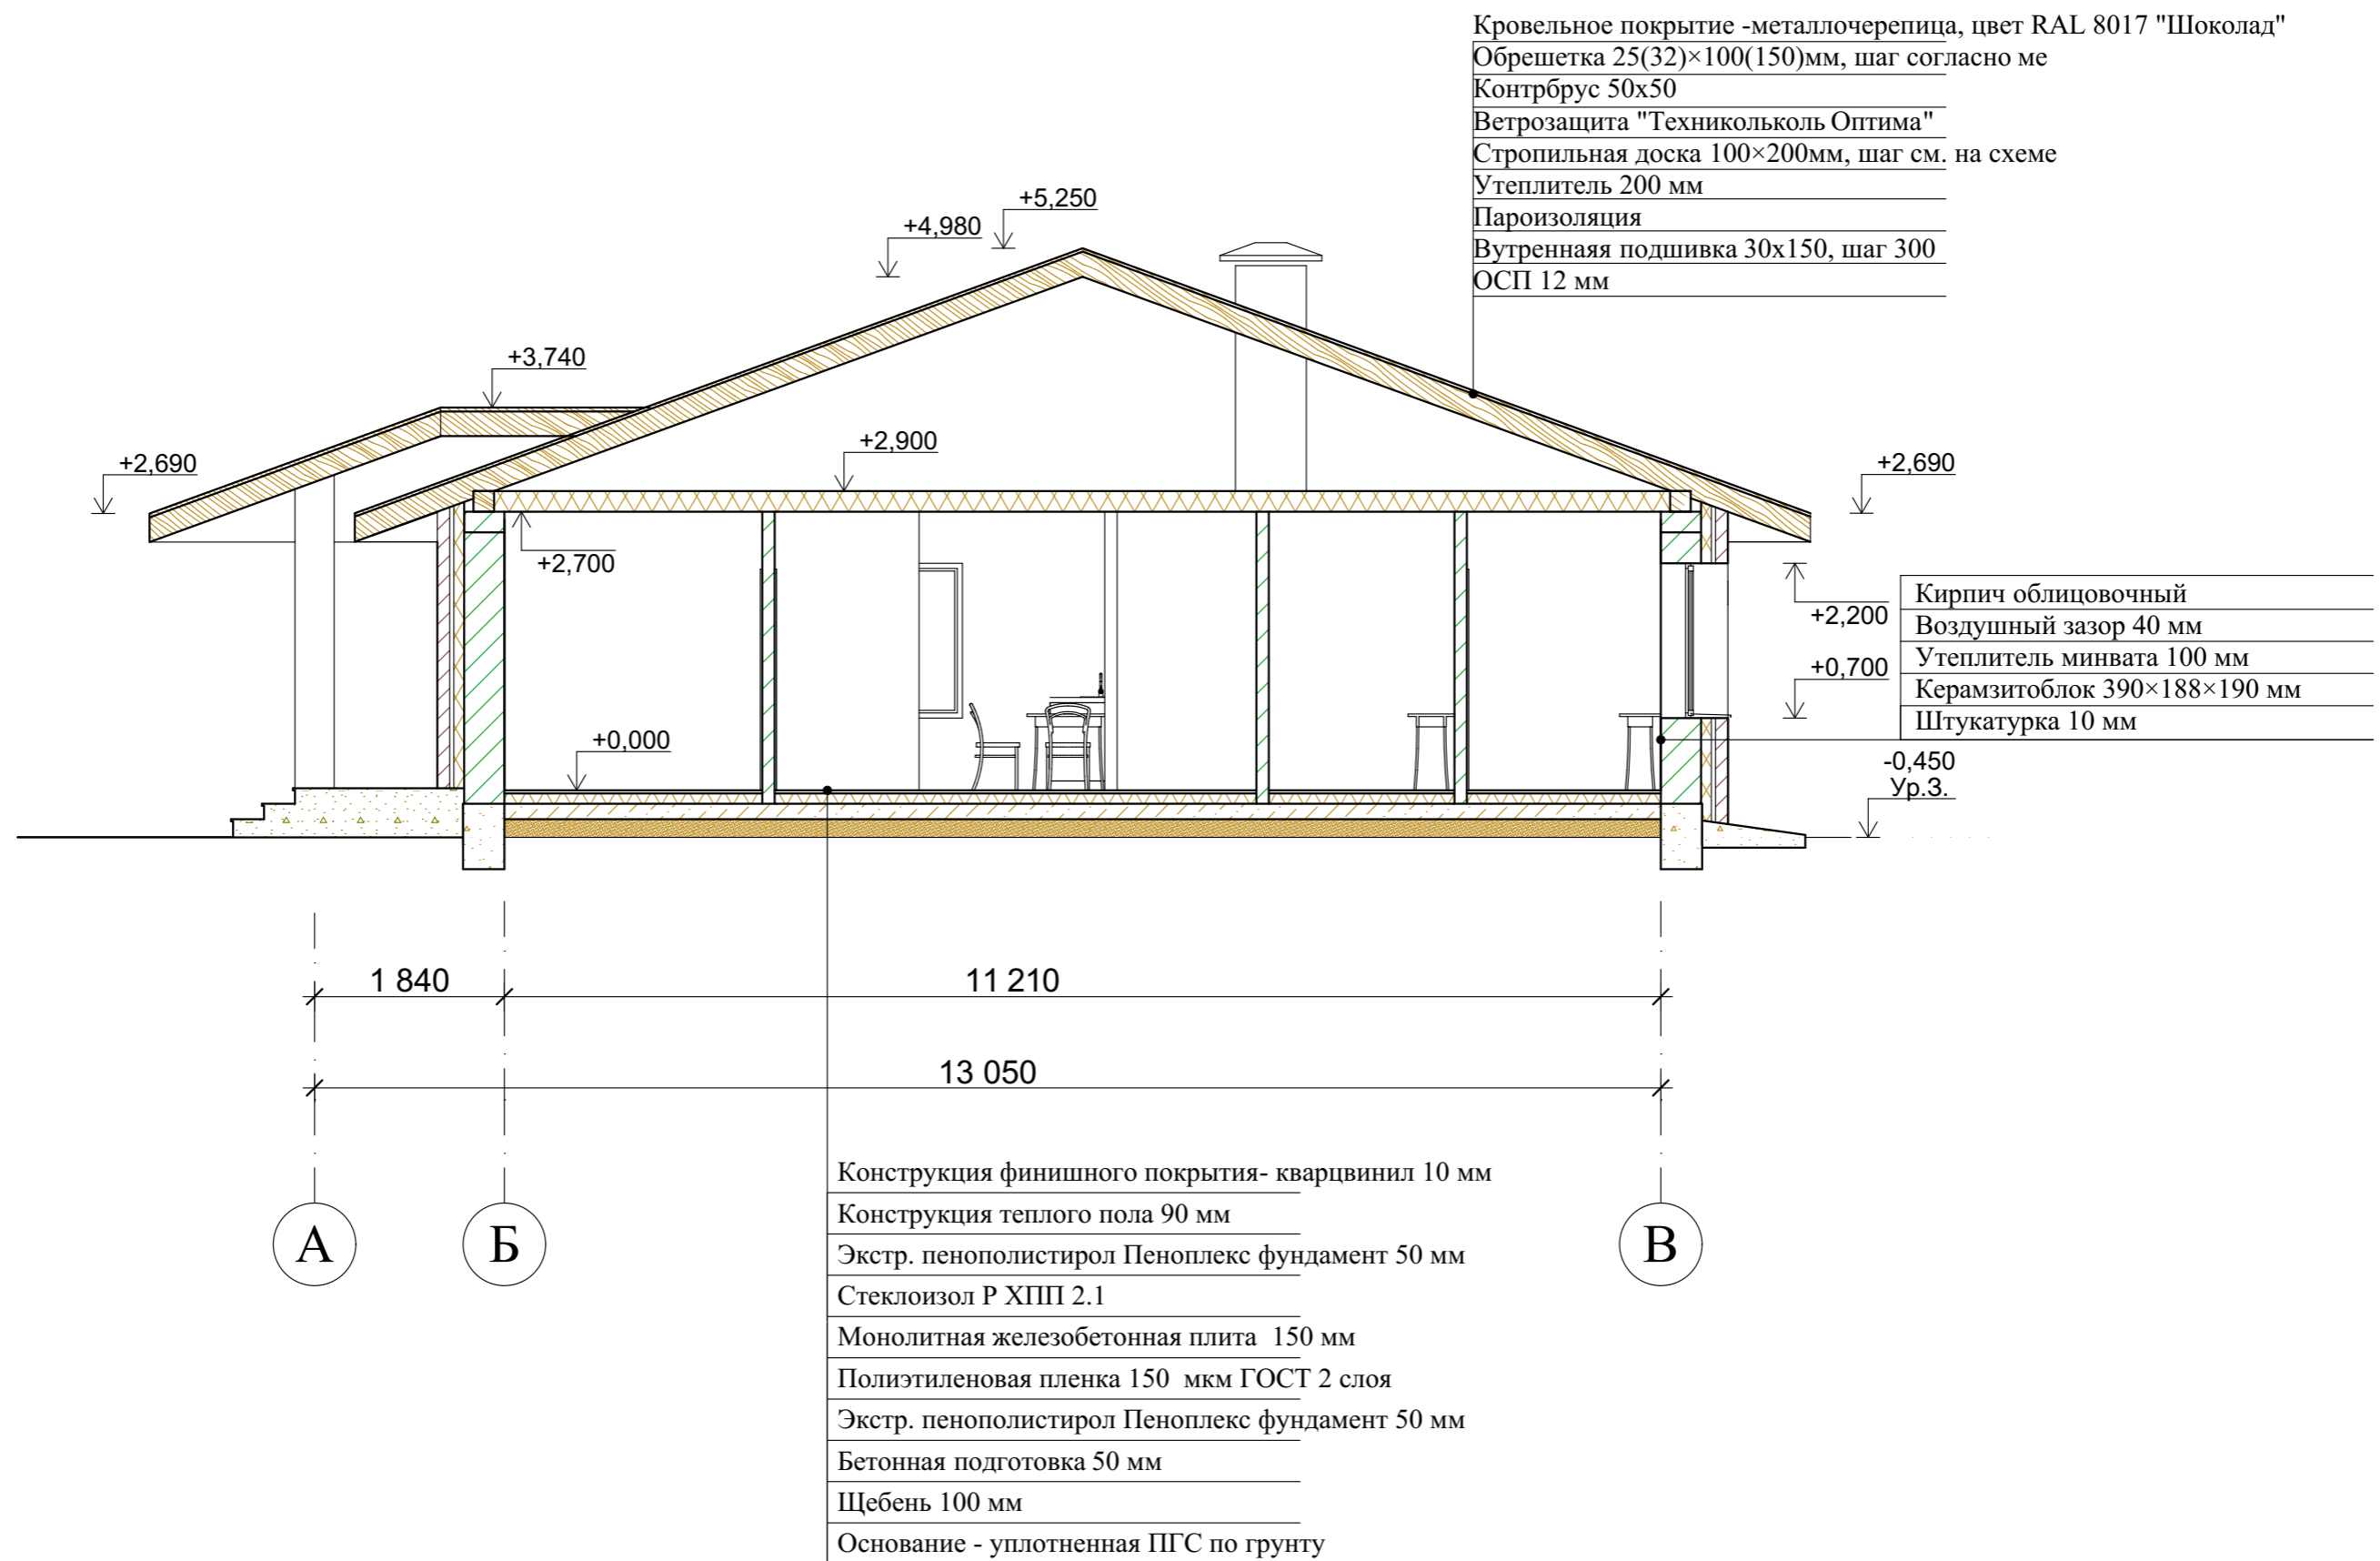 Кровельное покрытие -металлочерепица, цвет RAL 8017 "Шоколад"
Обрешетка 25(32)×100(150)мм, шаг согласно ме
Контрбрус 50х50
Ветрозащита "Техникольколь Оптима"
Стропильная доска 100×200мм, шаг см. на схеме
Утеплитель 200 мм
Пароизоляция
Вутреннаяя подшивка 30х150, шаг 300
ОСП 12 мм
+5,250
+4,980
+3,740
+2,900
+2,690
+2,690
+2,700
+2,200
+0,700
+0,000
-0,450
Ур.З.
Кирпич облицовочный
Воздушный зазор 40 мм
Утеплитель минвата 100 мм
Керамзитоблок 390×188×190 мм
Штукатурка 10 мм
1 840
11 210
13 050
А
Б
В
Конструкция финишного покрытия- кварцвинил 10 мм
Конструкция теплого пола 90 мм
Экстр. пенополистирол Пеноплекс фундамент 50 мм
Стеклоизол Р ХПП 2.1
Монолитная железобетонная плита 150 мм
Полиэтиленовая пленка 150 мкм ГОСТ 2 слоя
Экстр. пенополистирол Пеноплекс фундамент 50 мм
Бетонная подготовка 50 мм
Щебень 100 мм
Основание - уплотненная ПГС по грунту